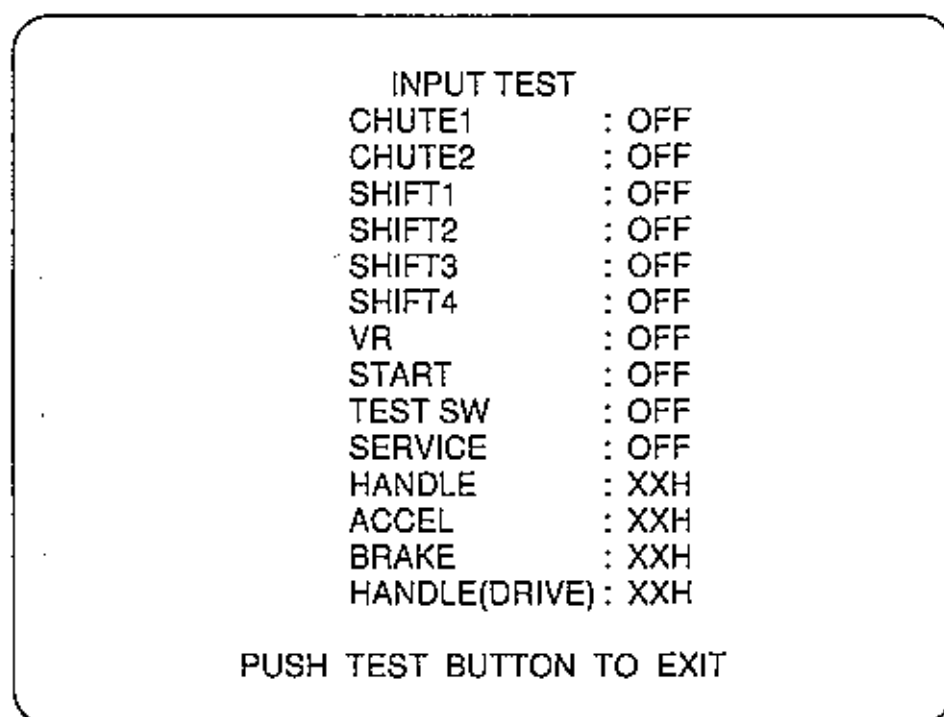 INPUT TEST
CHUTE1 : OFF
CHUTE2 : OFF
SHIFT1 : OFF
SHIFT2 : OFF
SHIFT3 : OFF
SHIFT4 : OFF
VR : OFF
START : OFF
TEST SW : OFF
SERVICE : OFF
HANDLE : XXH
ACCEL : XXH
BRAKE : XXH
HANDLE(DRIVE) : XXH
PUSH TEST BUTTON TO EXIT